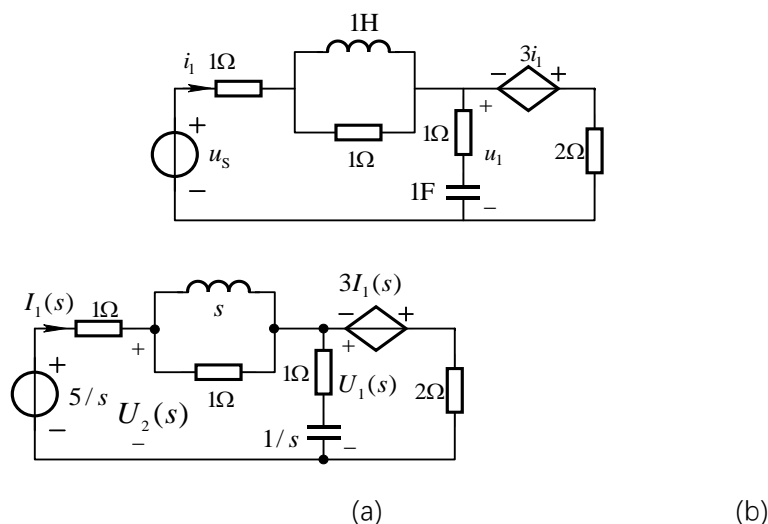 1H
i₁ 1Ω
3i₁
− +
+
1Ω
1Ω
u₁
2Ω
+
uₛ
−
1F
−
I₁(s) 1Ω
s
3I₁(s)
− +
+
+
1Ω
1Ω
U₁(s)
2Ω
+
5/s
−
U₂(s)
−
1/s
−
(a) (b)